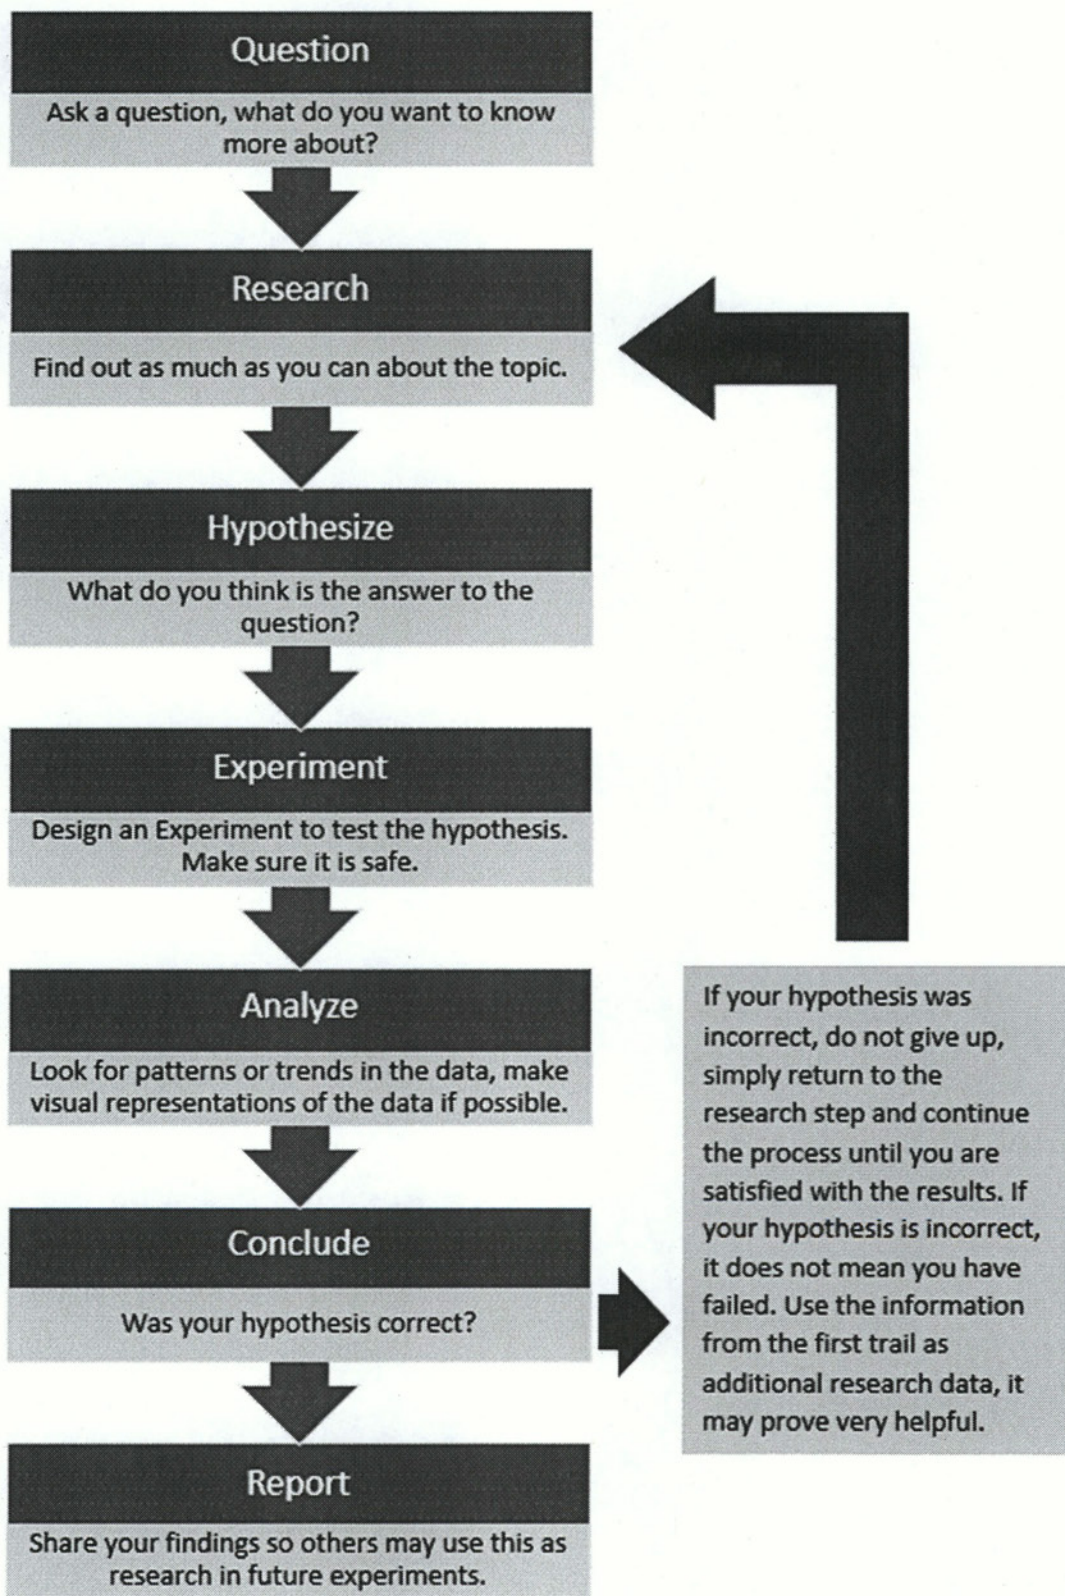 Question
Ask a question, what do you want to know
more about?
Research
Find out as much as you can about the topic.
Hypothesize
What do you think is the answer to the
question?
Experiment
Design an Experiment to test the hypothesis.
Make sure it is safe.
Analyze
Look for patterns or trends in the data, make
visual representations of the data if possible.
Conclude
Was your hypothesis correct?
If your hypothesis was
incorrect, do not give up,
simply return to the
research step and continue
the process until you are
satisfied with the results. If
your hypothesis is incorrect,
it does not mean you have
failed. Use the information
from the first trail as
additional research data, it
may prove very helpful.
Report
Share your findings so others may use this as
research in future experiments.